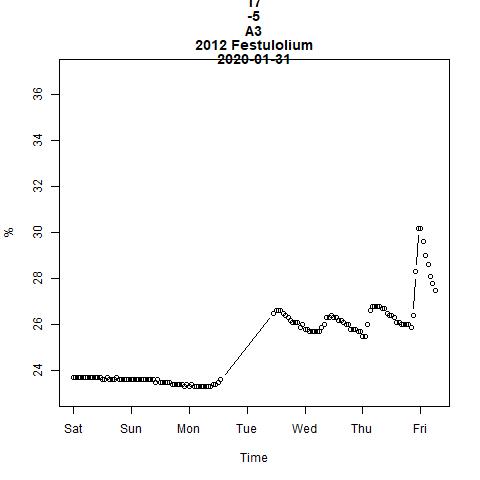 17
-5
A3
2012 Festulolium
2020-01-31
36
34
32
30
28
26
24
%
Sat Sun Mon Tue Wed Thu Fri
Time